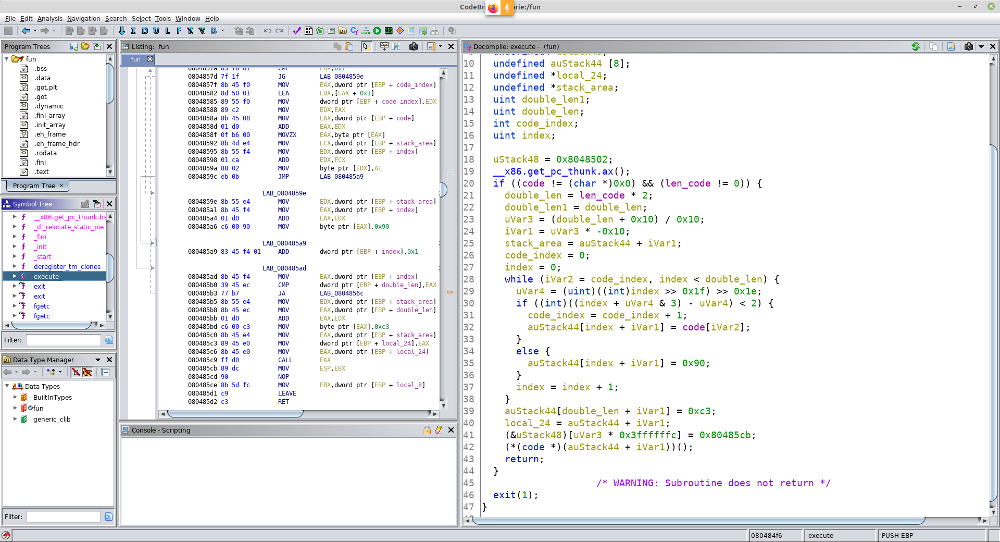 CodeBr
rie:/fun
File Edit Analysis Navigation Search Select Tools Window Help
I D U L F X V B
Program Trees
fun
.bss
.data
.got.plt
.got
.dynamic
.fini_array
.init_array
.eh_frame
.eh_frame_hdr
.rodata
.fini
.text
Program Tree ×
Symbol Tree
__x86.get_pc_thunk.bx
_dl_relocate_static_pie
_fini
_init
_start
deregister_tm_clones
execute
exit
exit
fgetc
fgetc
Filter:
Data Type Manager
Data Types
BuiltInTypes
fun
generic_clib
Filter:
Listing: fun
fun
0804857d 7f 1f JG LAB_0804859e
0804857f 8b 45 f0 MOV EAX,dword ptr [EBP + code_index]
08048582 8d 50 01 LEA EDX,[EAX + 0x1]
08048585 89 55 f0 MOV dword ptr [EBP + code_index],EDX
08048588 89 c2 MOV EDX,EAX
0804858a 8b 45 08 MOV EAX,dword ptr [EBP + code]
0804858d 01 d0 ADD EAX,EDX
0804858f 0f b6 00 MOVZX EAX,byte ptr [EAX]
08048592 8b 4d e4 MOV ECX,dword ptr [EBP + stack_area]
08048595 8b 55 f4 MOV EDX,dword ptr [EBP + index]
08048598 01 ca ADD EDX,ECX
0804859a 88 02 MOV byte ptr [EDX],AL
0804859c eb 0b JMP LAB_080485a9
LAB_0804859e
0804859e 8b 55 e4 MOV EDX,dword ptr [EBP + stack_area]
080485a1 8b 45 f4 MOV EAX,dword ptr [EBP + index]
080485a4 01 d0 ADD EAX,EDX
080485a6 c6 00 90 MOV byte ptr [EAX],0x90
LAB_080485a9
080485a9 83 45 f4 01 ADD dword ptr [EBP + index],0x1
LAB_080485ad
080485ad 8b 45 f4 MOV EAX,dword ptr [EBP + index]
080485b0 39 45 ec CMP dword ptr [EBP + double_len],EAX
080485b3 77 b7 JA LAB_0804856c
080485b5 8b 55 e4 MOV EDX,dword ptr [EBP + stack_area]
080485b8 8b 45 ec MOV EAX,dword ptr [EBP + double_len]
080485bb 01 d0 ADD EAX,EDX
080485bd c6 00 c3 MOV byte ptr [EAX],0xc3
080485c0 8b 45 e4 MOV EAX,dword ptr [EBP + stack_area]
080485c3 89 45 e0 MOV dword ptr [EBP + local_24],EAX
080485c6 8b 45 e0 MOV EAX,dword ptr [EBP + local_24]
080485c9 ff d0 CALL EAX
080485cb 89 dc MOV ESP,EBX
080485cd 90 NOP
080485ce 8b 5d fc MOV EBX,dword ptr [EBP + local_8]
080485d1 c9 LEAVE
080485d2 c3 RET
Console - Scripting
Decompile: execute - (fun)
10 undefined auStack44 [8];
11 undefined *local_24;
12 undefined *stack_area;
13 uint double_len1;
14 uint double_len;
15 int code_index;
16 uint index;
17
18 uStack48 = 0x8048502;
19 __x86.get_pc_thunk.ax();
20 if ((code != (char *)0x0) && (len_code != 0)) {
21 double_len = len_code * 2;
22 double_len1 = double_len;
23 uVar3 = (double_len + 0x10) / 0x10;
24 iVar1 = uVar3 * -0x10;
25 stack_area = auStack44 + iVar1;
26 code_index = 0;
27 index = 0;
28 while (iVar2 = code_index, index < double_len) {
29 uVar4 = (uint)((int)index >> 0x1f) >> 0x1e;
30 if ((int)((index + uVar4 & 3) - uVar4) < 2) {
31 code_index = code_index + 1;
32 auStack44[index + iVar1] = code[iVar2];
33 }
34 else {
35 auStack44[index + iVar1] = 0x90;
36 }
37 index = index + 1;
38 }
39 auStack44[double_len + iVar1] = 0xc3;
40 local_24 = auStack44 + iVar1;
41 (&uStack48)[uVar3 * 0x3ffffffc] = 0x80485cb;
42 (*(code *)(auStack44 + iVar1))();
43 return;
44 }
45 /* WARNING: Subroutine does not return */
46 exit(1);
47 }
080484f6
execute
PUSH EBP